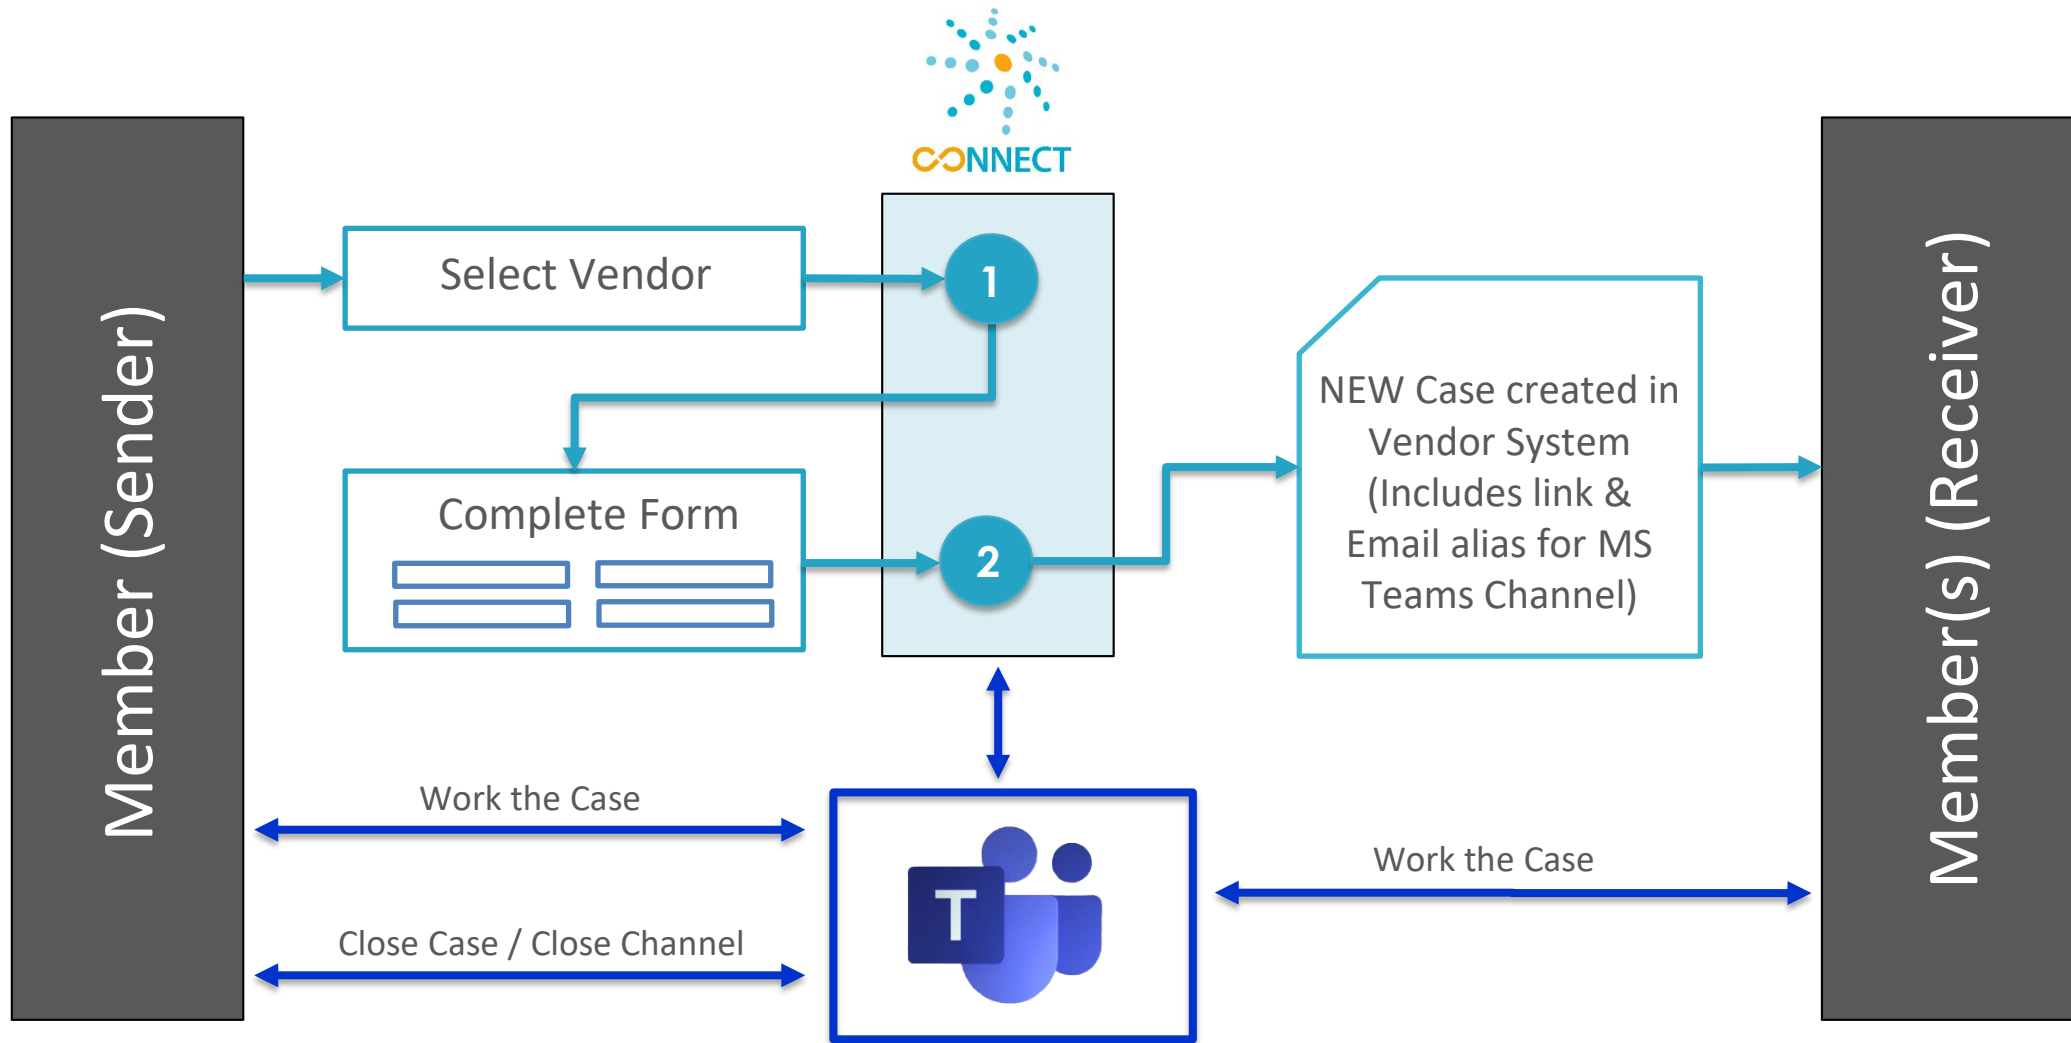 CONNECT
Member (Sender)
Select Vendor
1
Complete Form
2
NEW Case created in
Vendor System
(Includes link &
Email alias for MS
Teams Channel)
Member(s) (Receiver)
Work the Case
Close Case / Close Channel
T
Work the Case